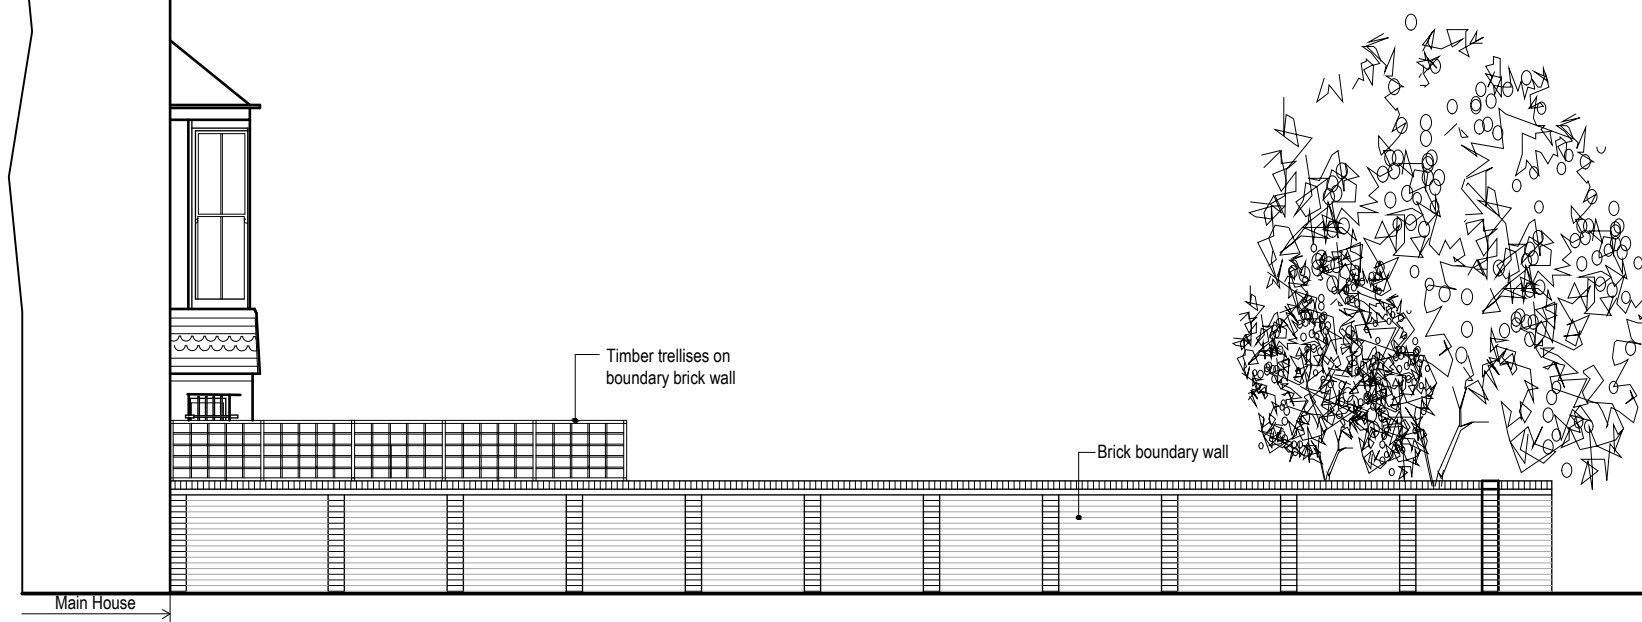 Timber trellises on
boundary brick wall
Brick boundary wall
Main House